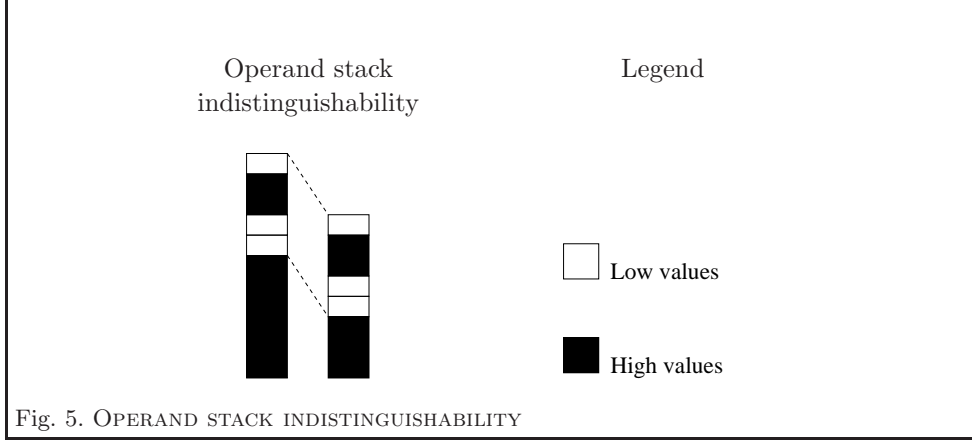 Operand stack
indistinguishability
Legend
Low values
High values
Fig. 5. OPERAND STACK INDISTINGUISHABILITY